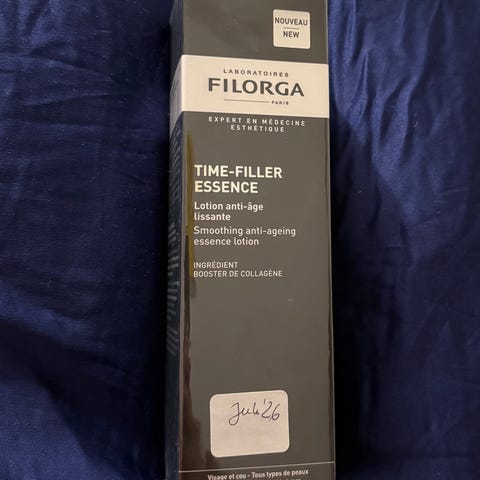 NOUVEAU
NEW
LABORATOIRES
FILORGA
PARIS
EXPERT EN MÉDECINE
ESTHÉTIQUE
TIME-FILLER
ESSENCE
Lotion anti-âge
lissante
Smoothing anti-ageing
essence lotion
INGRÉDIENT
BOOSTER DE COLLAGÈNE
Juli '26
Visage et cou - Tous types de peaux